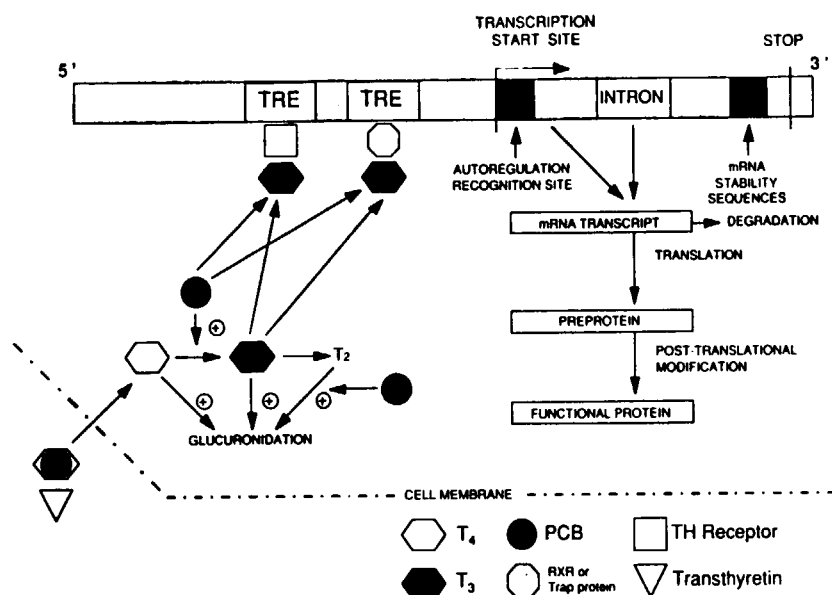 TRANSCRIPTION
START SITE
STOP
5'
3'
TRE
TRE
INTRON
AUTOREGULATION
RECOGNITION SITE
mRNA
STABILITY
SEQUENCES
mRNA TRANSCRIPT
DEGRADATION
TRANSLATION
PCB
+
PREPROTEIN
T2
POST-TRANSLATIONAL
MODIFICATION
+
+
+
PCB
GLUCURONIDATION
FUNCTIONAL PROTEIN
CELL MEMBRANE
T4
PCB
TH Receptor
T3
RXR or
Trap protein
Transthyretin